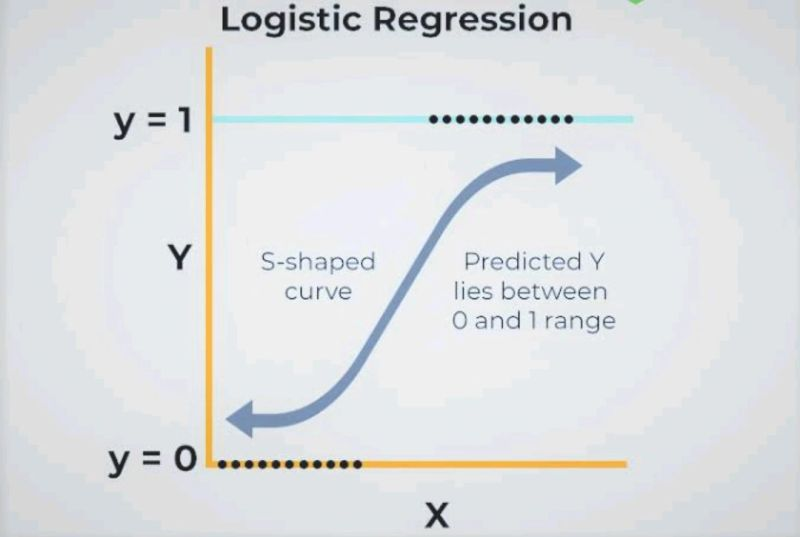 Logistic Regression
y = 1
Y
S-shaped
curve
Predicted Y
lies between
0 and 1 range
y = 0
X